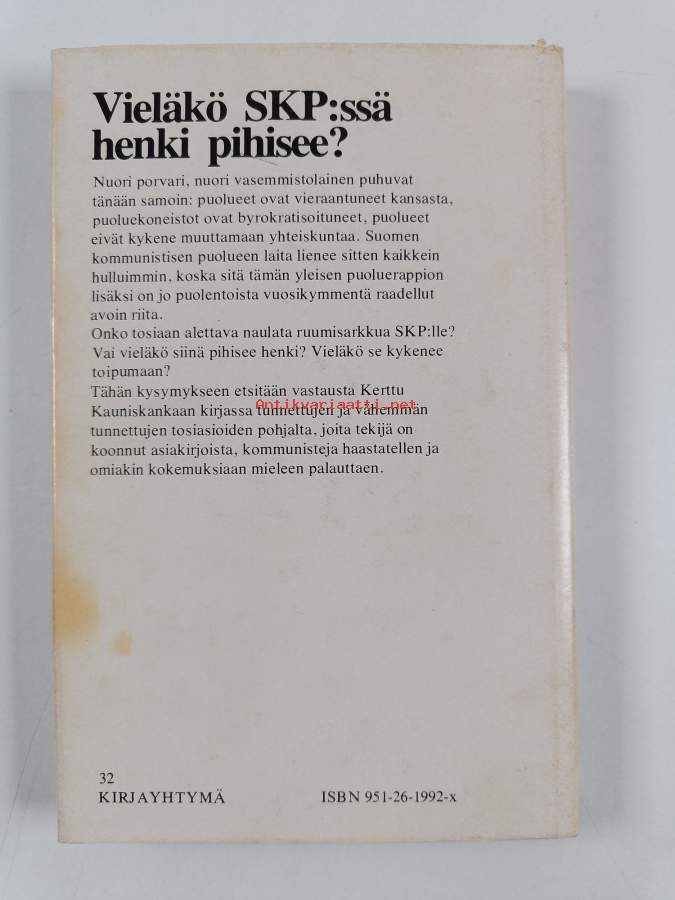 Vieläkö SKP:ssä
henki pihisee?
Nuori porvari, nuori vasemmistolainen puhuvat
tänään samoin: puolueet ovat vieraantuneet kansasta,
puoluekoneistot ovat byrokratisoituneet, puolueet
eivät kykene muuttamaan yhteiskuntaa. Suomen
kommunistisen puolueen laita lienee sitten kaikkein
hulluimmin, koska sitä tämän yleisen puoluerappion
lisäksi on jo puolentoista vuosikymmentä raadellut
avoin riita.
Onko tosiaan alettava naulata ruumisarkkua SKP:lle?
Vai vieläkö siinä pihisee henki? Vieläkö se kykenee
toipumaan?
Tähän kysymykseen etsitään vastausta Kerttu
Antikvariaatti.net
Kauniskankaan kirjassa tunnettujen ja vähemmän
tunnettujen tosiasioiden pohjalta, joita tekijä on
koonnut asiakirjoista, kommunisteja haastatellen ja
omiakin kokemuksiaan mieleen palauttaen.
32
KIRJAYHTYMÄ ISBN 951-26-1992-x